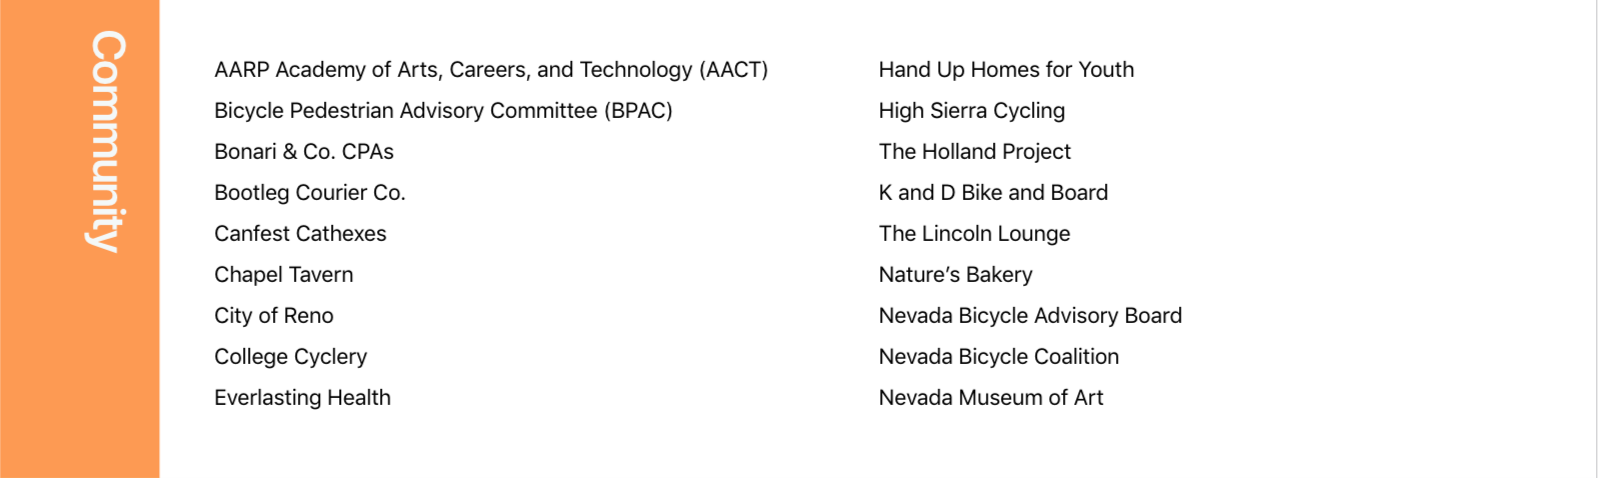 Community
AARP Academy of Arts, Careers, and Technology (AACT)
Bicycle Pedestrian Advisory Committee (BPAC)
Bonari & Co. CPAs
Bootleg Courier Co.
Canfest Cathexes
Chapel Tavern
City of Reno
College Cyclery
Everlasting Health
Hand Up Homes for Youth
High Sierra Cycling
The Holland Project
K and D Bike and Board
The Lincoln Lounge
Nature’s Bakery
Nevada Bicycle Advisory Board
Nevada Bicycle Coalition
Nevada Museum of Art